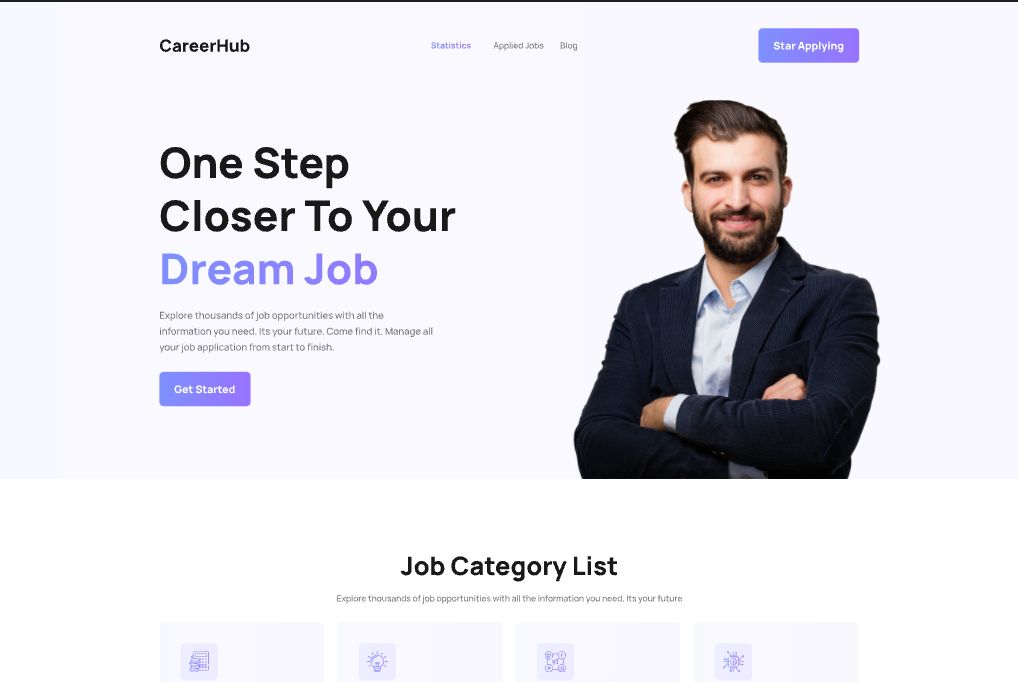 CareerHub
Statistics
Applied Jobs
Blog
Star Applying
One Step
Closer To Your
Dream Job
Explore thousands of job opportunities with all the
information you need. Its your future. Come find it. Manage all
your job application from start to finish.
Get Started
Job Category List
Explore thousands of job opportunities with all the information you need. Its your future